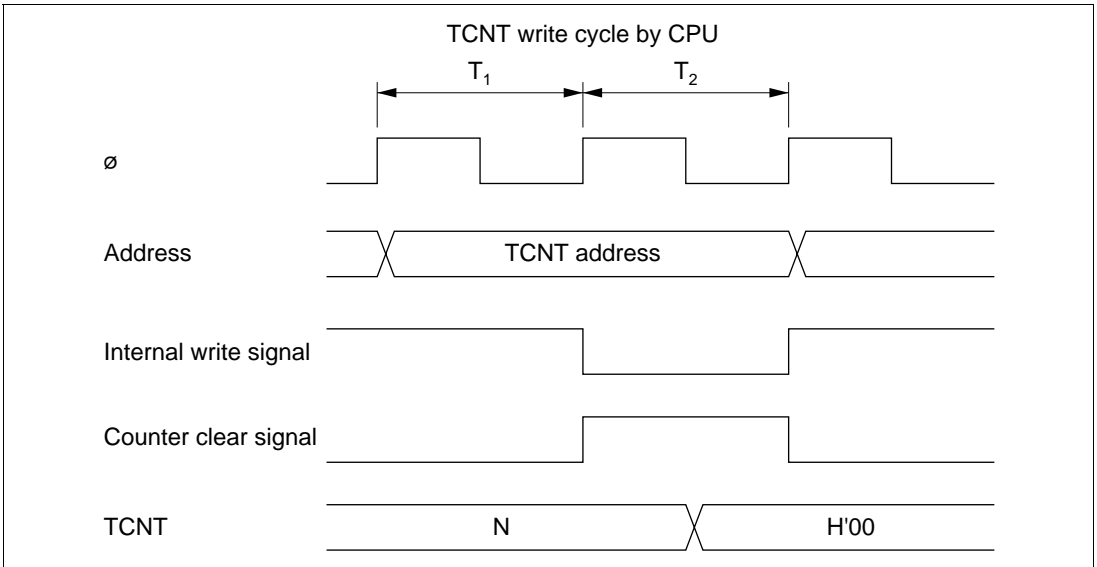 TCNT write cycle by CPU
T₁ T₂
ø
Address TCNT address
Internal write signal
Counter clear signal
TCNT N H'00